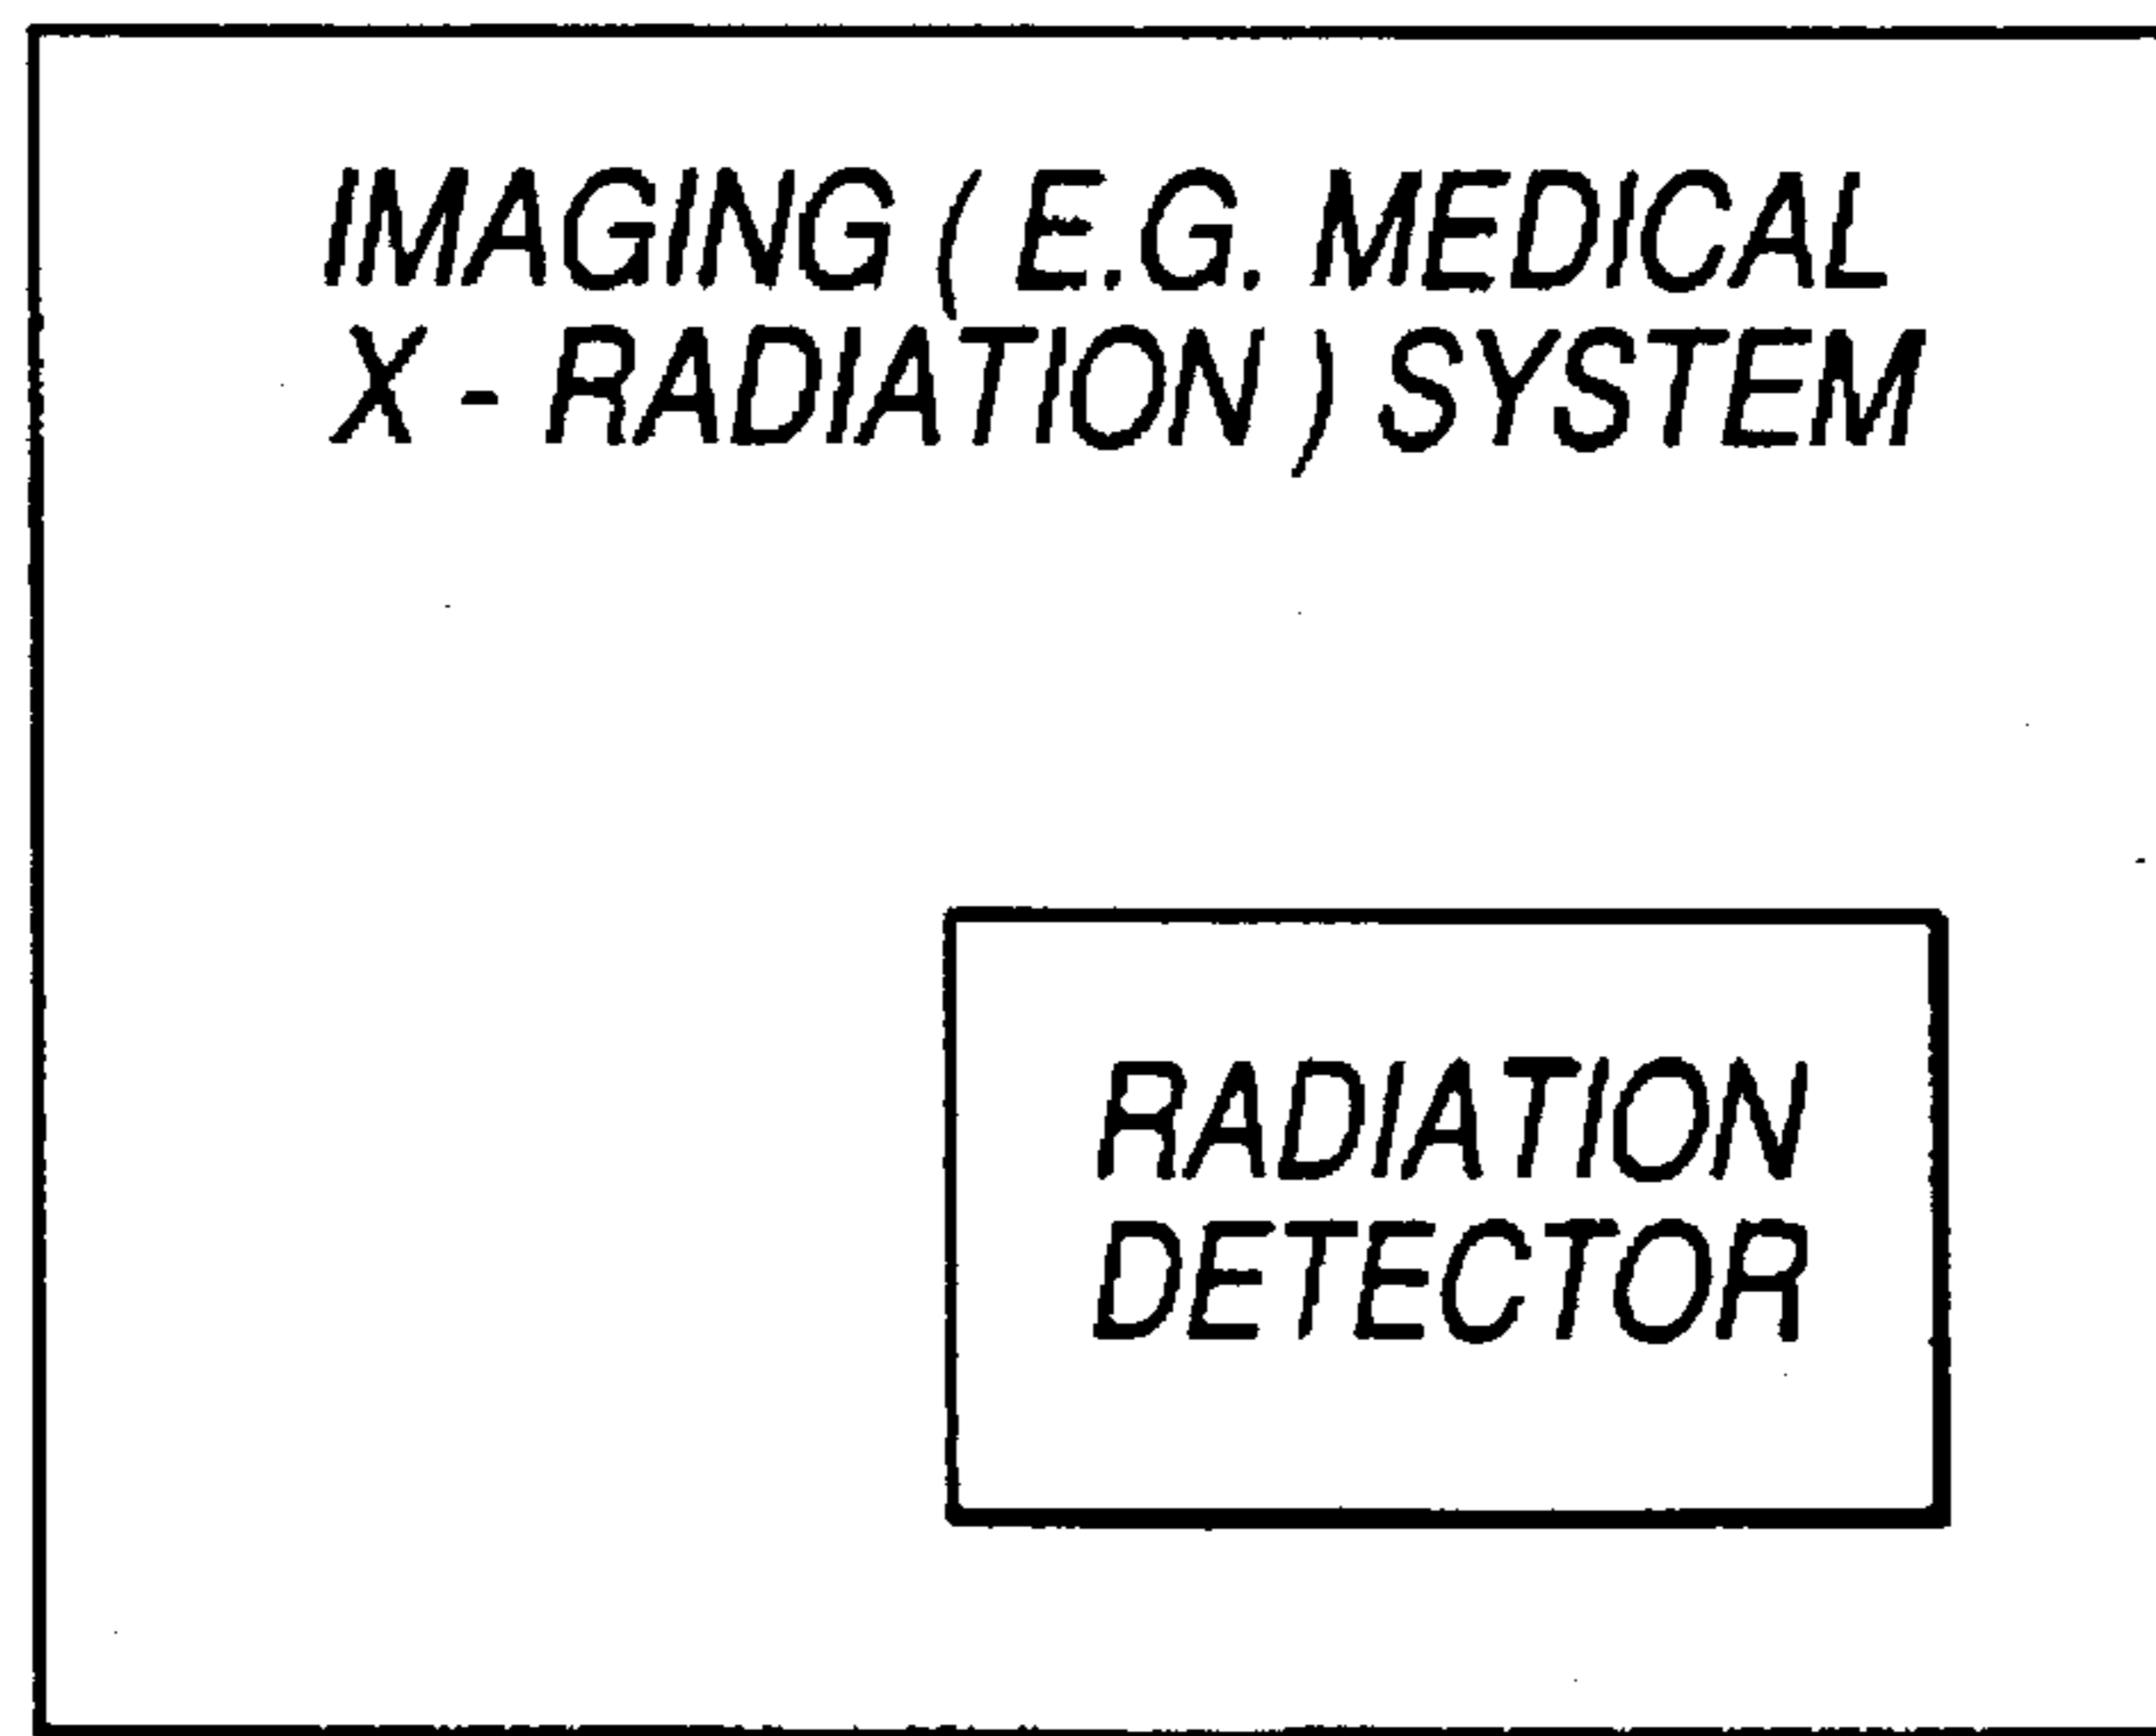 IMAGING ( E.G. MEDICAL
X - RADIATION ) SYSTEM
RADIATION
DETECTOR